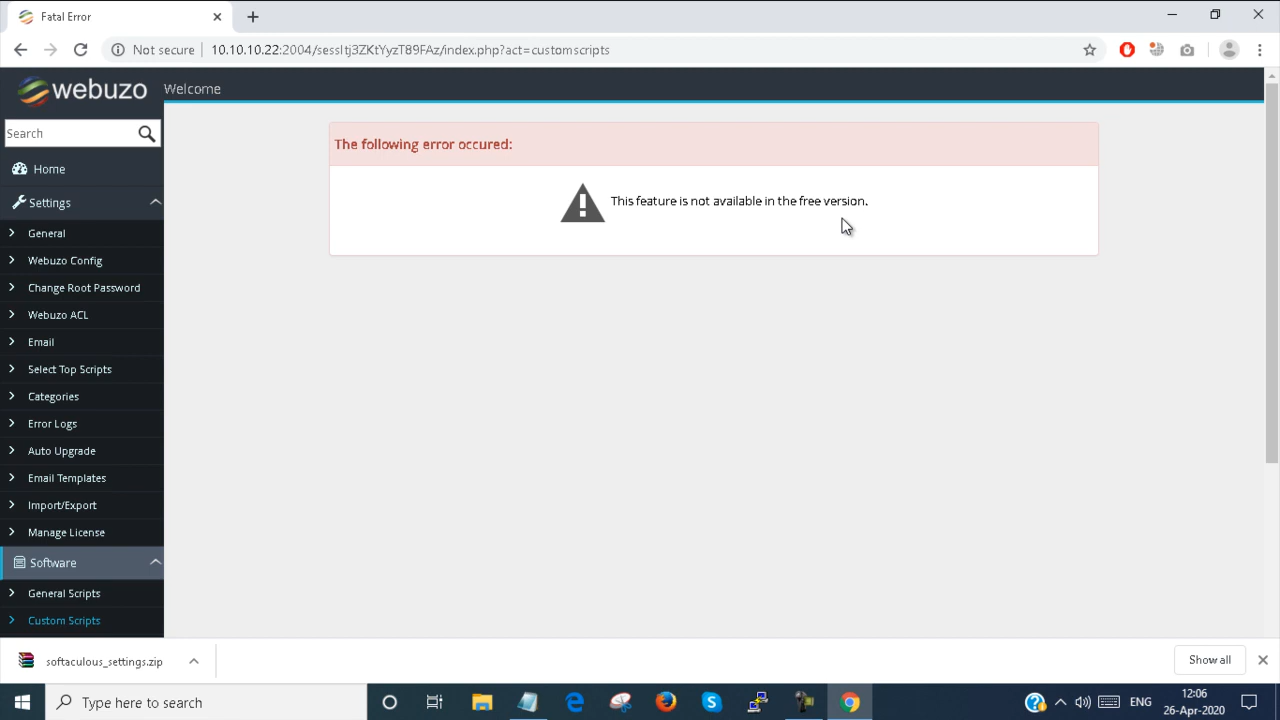 Fatal Error
Not secure
10.10.10.22:2004/sessItj3ZKtYyzT89FAz/index.php?act=customscripts
webuzo
Welcome
Search
Home
Settings
General
Webuzo Config
Change Root Password
Webuzo ACL
Email
Select Top Scripts
Categories
Error Logs
Auto Upgrade
Email Templates
Import/Export
Manage License
Software
General Scripts
Custom Scripts
The following error occured:
This feature is not available in the free version.
softaculous_settings.zip
Show all
Type here to search
ENG
12:06
26-Apr-2020